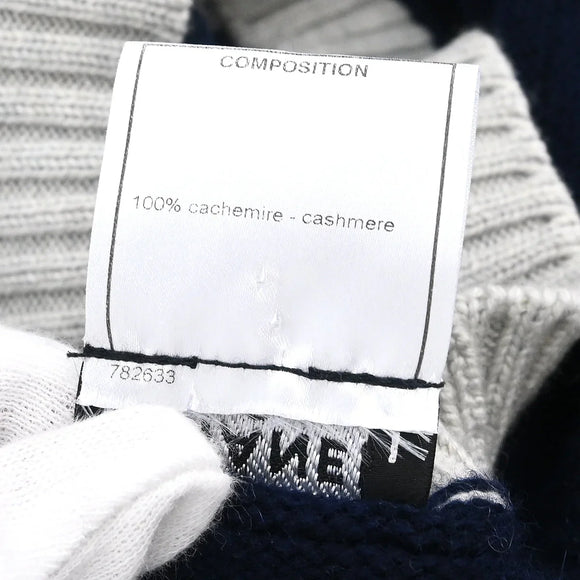 COMPOSITION
100% cachemire - cashmere
782633